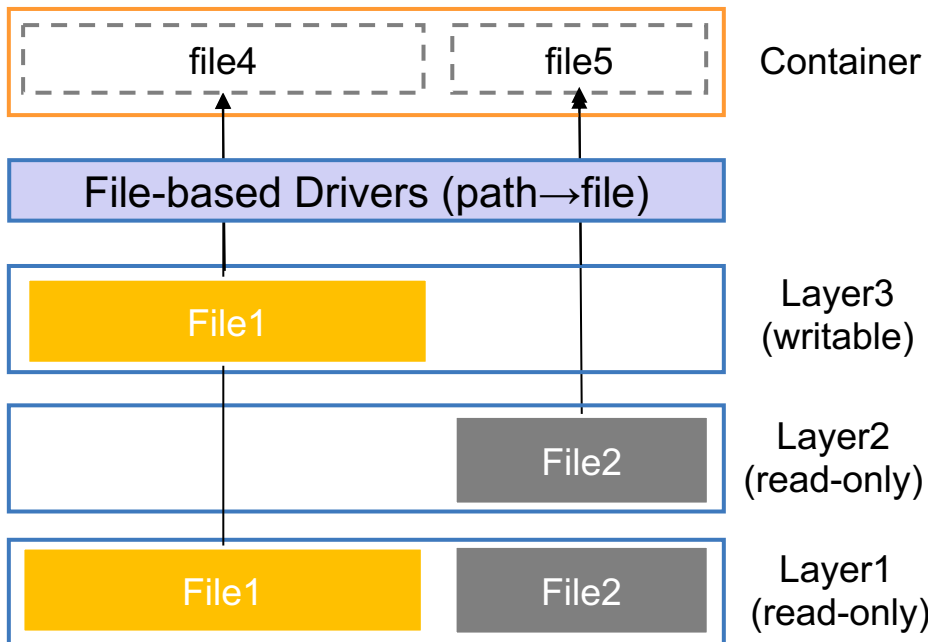 file4 file5 Container
File-based Drivers (path→file)
File1
Layer3
(writable)
File2
Layer2
(read-only)
File1 File2
Layer1
(read-only)